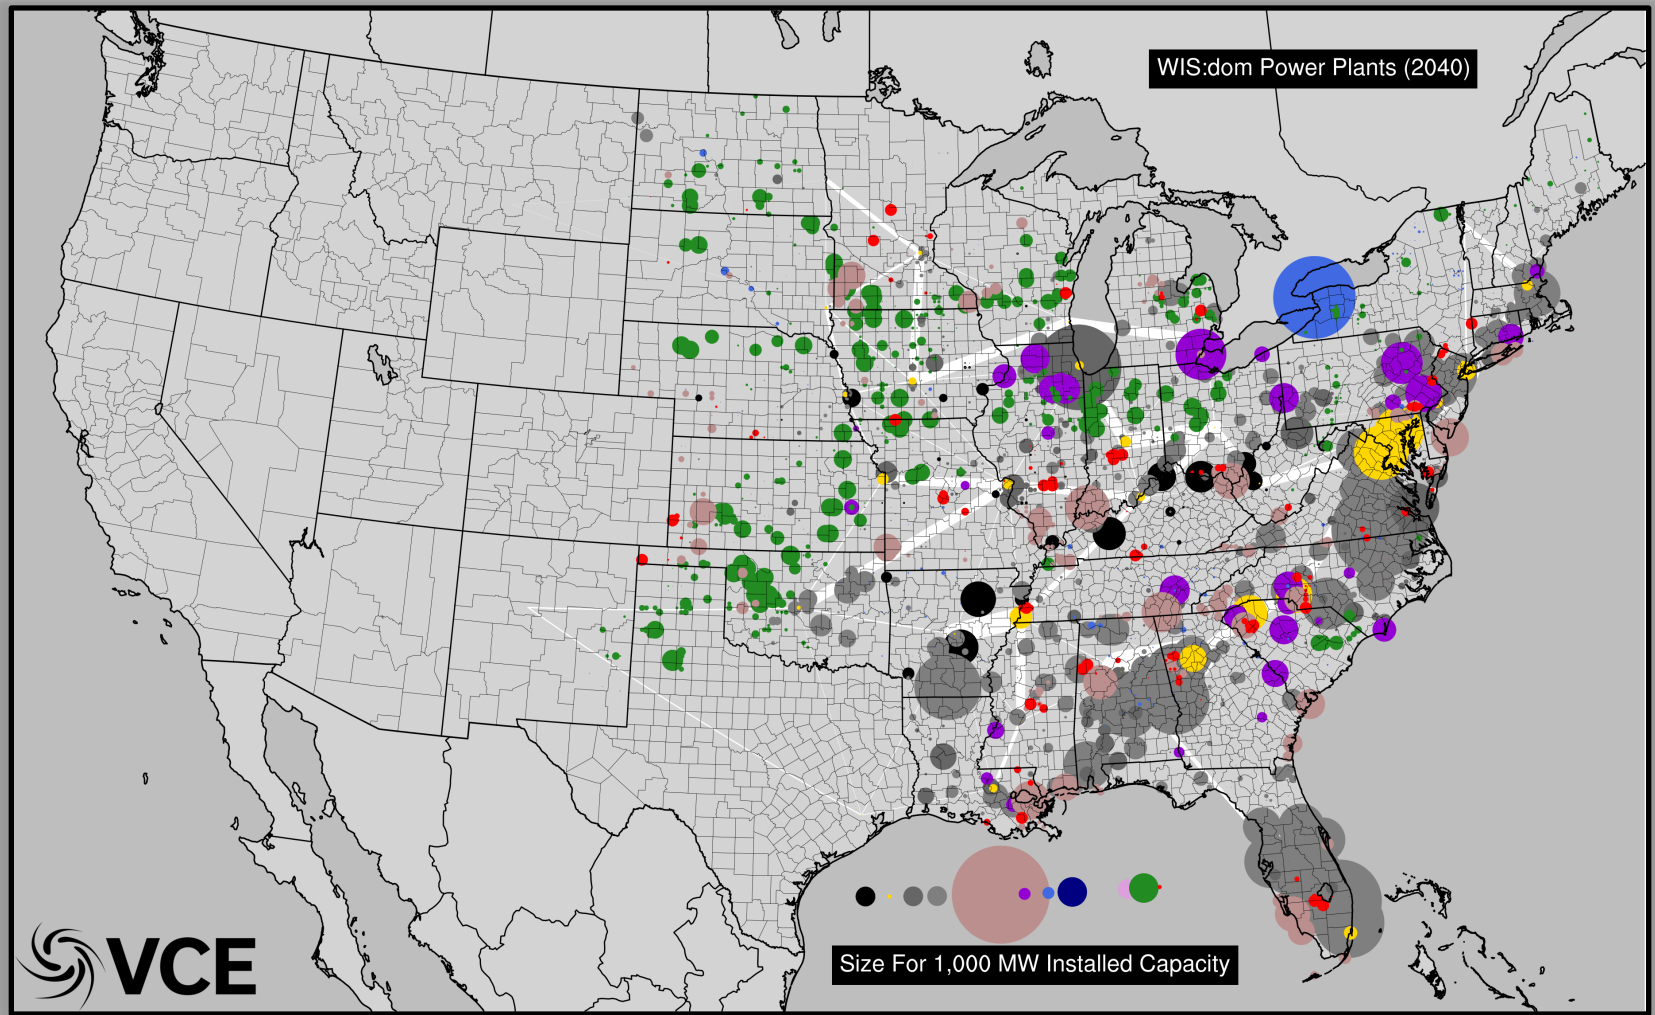 WIS:dom Power Plants (2040)
Size For 1,000 MW Installed Capacity
VCE